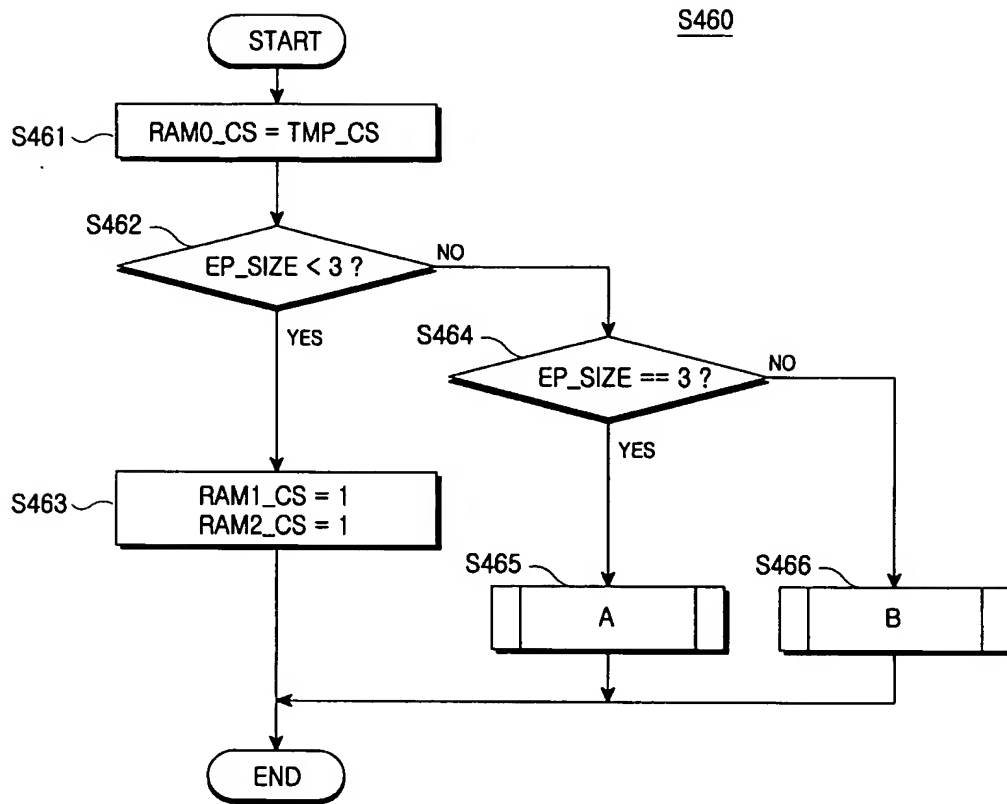 S460
START
S461
RAM0_CS = TMP_CS
S462
EP_SIZE < 3 ?
NO
YES
S464
EP_SIZE == 3 ?
NO
YES
S463
RAM1_CS = 1
RAM2_CS = 1
S465
A
S466
B
END